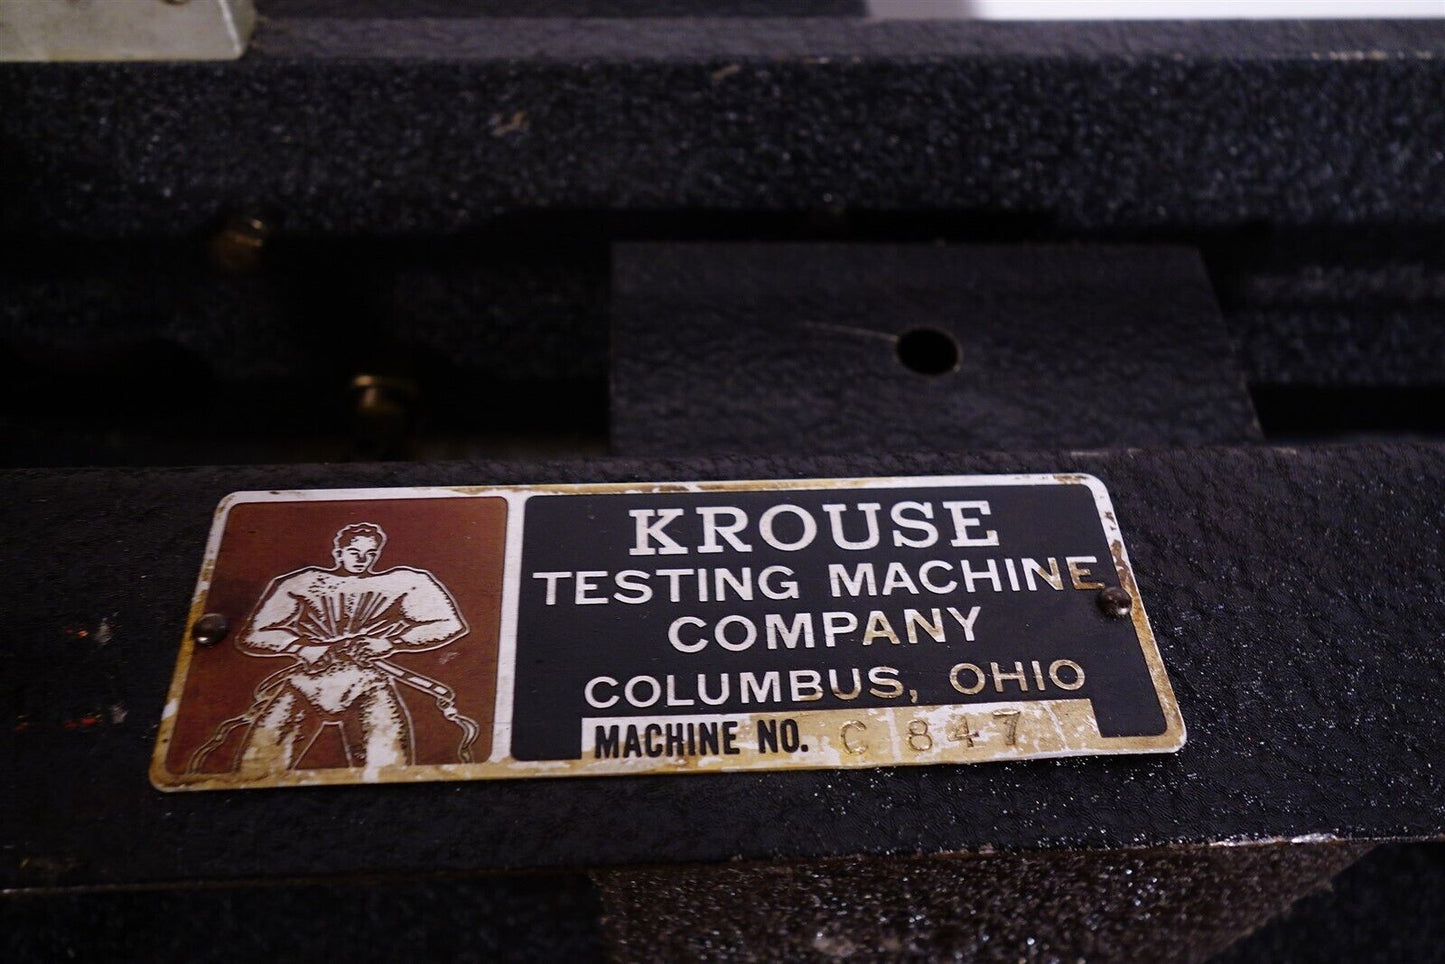 KROUSE
TESTING MACHINE
COMPANY
COLUMBUS, OHIO
MACHINE NO. C 847